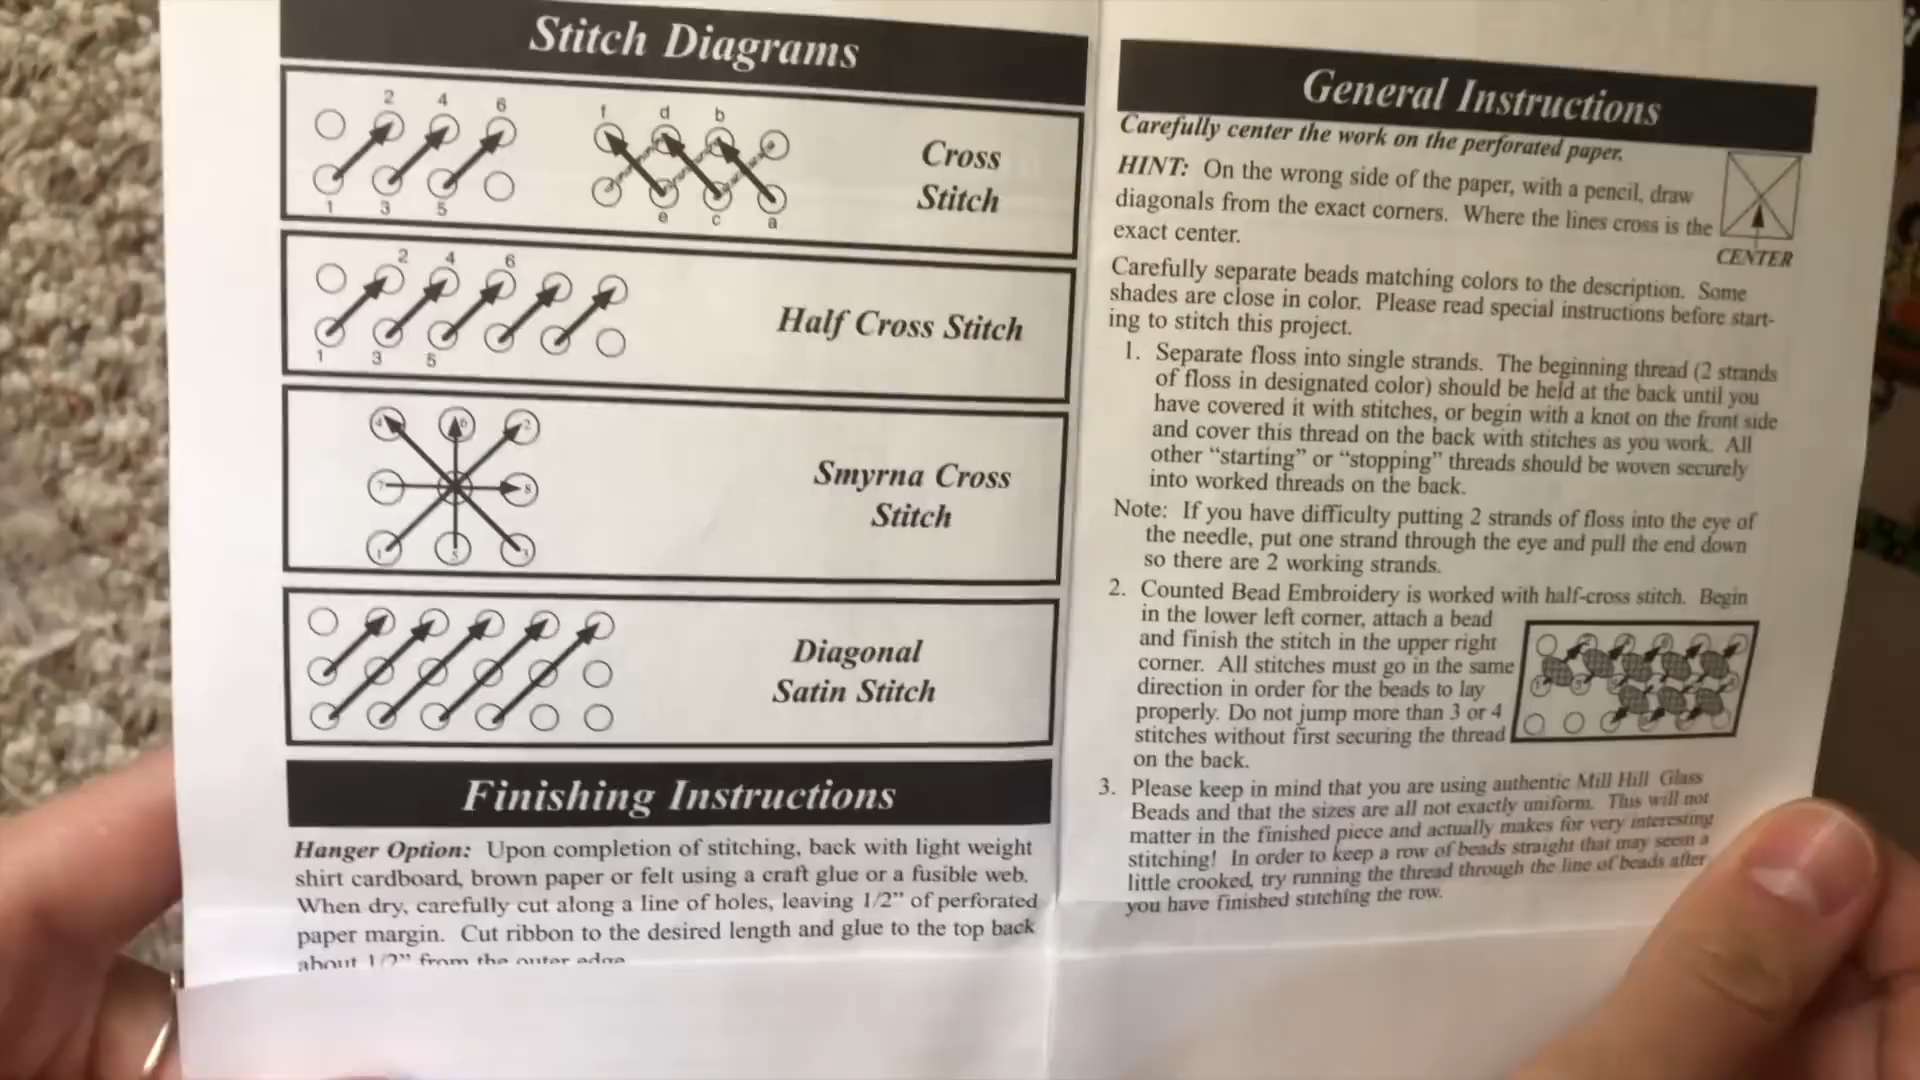 Stitch Diagrams
2 4 6
f d b
1 3 5
e c a
Cross
Stitch
2 4 6
1 3 5
Half Cross Stitch
4 6 2
7 8
1 5 3
Smyrna Cross
Stitch
Diagonal
Satin Stitch
Finishing Instructions
Hanger Option: Upon completion of stitching, back with light weight
shirt cardboard, brown paper or felt using a craft glue or a fusible web.
When dry, carefully cut along a line of holes, leaving 1/2” of perforated
paper margin. Cut ribbon to the desired length and glue to the top back
about 1/2” from the outer edge
General Instructions
Carefully center the work on the perforated paper.
HINT: On the wrong side of the paper, with a pencil, draw
diagonals from the exact corners. Where the lines cross is the
exact center.
CENTER
Carefully separate beads matching colors to the description. Some
shades are close in color. Please read special instructions before start-
ing to stitch this project.
1. Separate floss into single strands. The beginning thread (2 strands
of floss in designated color) should be held at the back until you
have covered it with stitches, or begin with a knot on the front side
and cover this thread on the back with stitches as you work. All
other “starting” or “stopping” threads should be woven securely
into worked threads on the back.
Note: If you have difficulty putting 2 strands of floss into the eye of
the needle, put one strand through the eye and pull the end down
so there are 2 working strands.
2. Counted Bead Embroidery is worked with half-cross stitch. Begin
in the lower left corner, attach a bead
and finish the stitch in the upper right
corner. All stitches must go in the same
direction in order for the beads to lay
properly. Do not jump more than 3 or 4
stitches without first securing the thread
on the back.
3. Please keep in mind that you are using authentic Mill Hill Glass
Beads and that the sizes are all not exactly uniform. This will not
matter in the finished piece and actually makes for very interesting
stitching! In order to keep a row of beads straight that may seem a
little crooked, try running the thread through the line of beads after
you have finished stitching the row.